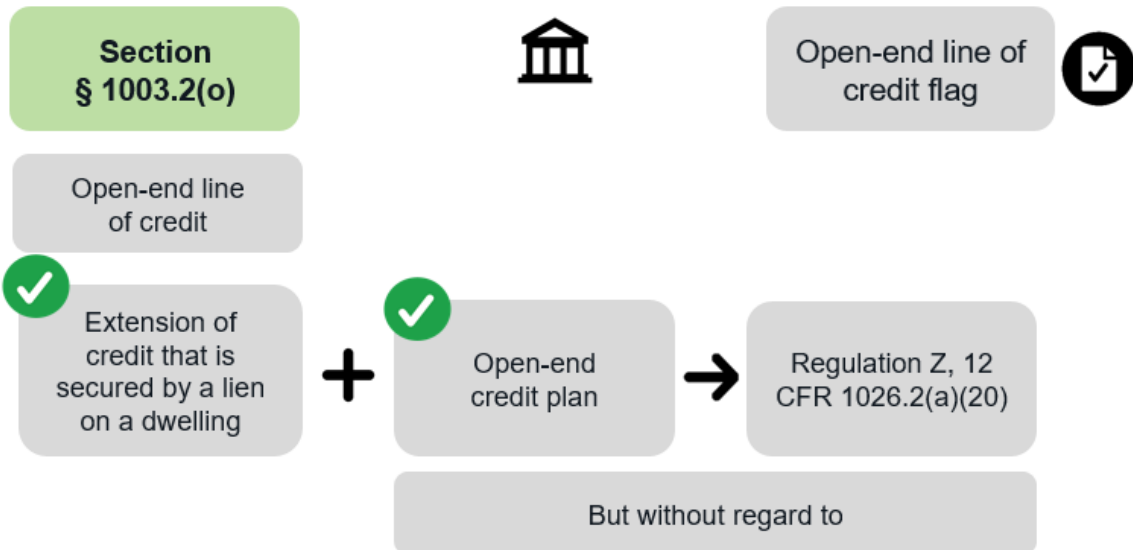 Section
§ 1003.2(o)
Open-end line of
credit flag
Open-end line
of credit
Extension of
credit that is
secured by a lien
on a dwelling
Open-end
credit plan
Regulation Z, 12
CFR 1026.2(a)(20)
But without regard to